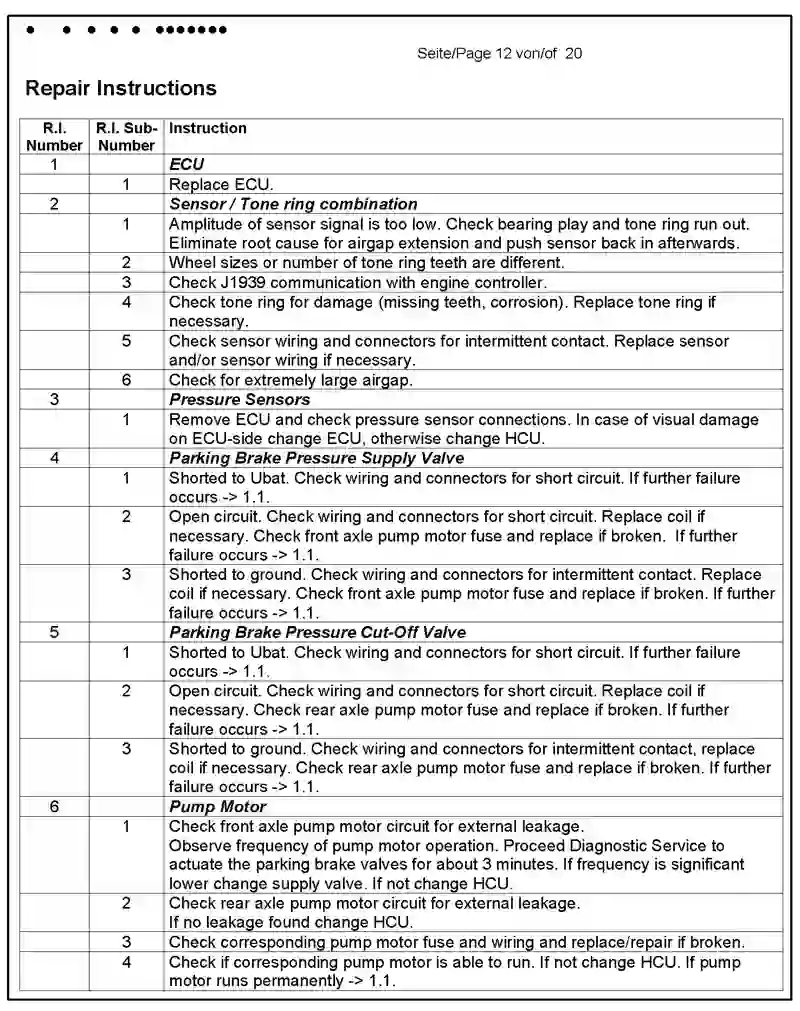 Seite/Page 12 von/of 20
Repair Instructions
R.I. Number R.I. Sub-Number Instruction
1 ECU
1 Replace ECU.
2 Sensor / Tone ring combination
1 Amplitude of sensor signal is too low. Check bearing play and tone ring run out.
Eliminate root cause for airgap extension and push sensor back in afterwards.
2 Wheel sizes or number of tone ring teeth are different.
3 Check J1939 communication with engine controller.
4 Check tone ring for damage (missing teeth, corrosion). Replace tone ring if
necessary.
5 Check sensor wiring and connectors for intermittent contact. Replace sensor
and/or sensor wiring if necessary.
6 Check for extremely large airgap.
3 Pressure Sensors
1 Remove ECU and check pressure sensor connections. In case of visual damage
on ECU-side change ECU, otherwise change HCU.
4 Parking Brake Pressure Supply Valve
1 Shorted to Ubat. Check wiring and connectors for short circuit. If further failure
occurs -> 1.1.
2 Open circuit. Check wiring and connectors for short circuit. Replace coil if
necessary. Check front axle pump motor fuse and replace if broken. If further
failure occurs -> 1.1.
3 Shorted to ground. Check wiring and connectors for intermittent contact. Replace
coil if necessary. Check front axle pump motor fuse and replace if broken. If further
failure occurs -> 1.1.
5 Parking Brake Pressure Cut-Off Valve
1 Shorted to Ubat. Check wiring and connectors for short circuit. If further failure
occurs -> 1.1.
2 Open circuit. Check wiring and connectors for short circuit. Replace coil if
necessary. Check rear axle pump motor fuse and replace if broken. If further
failure occurs -> 1.1.
3 Shorted to ground. Check wiring and connectors for intermittent contact, replace
coil if necessary. Check rear axle pump motor fuse and replace if broken. If further
failure occurs -> 1.1.
6 Pump Motor
1 Check front axle pump motor circuit for external leakage.
Observe frequency of pump motor operation. Proceed Diagnostic Service to
actuate the parking brake valves for about 3 minutes. If frequency is significant
lower change supply valve. If not change HCU.
2 Check rear axle pump motor circuit for external leakage.
If no leakage found change HCU.
3 Check corresponding pump motor fuse and wiring and replace/repair if broken.
4 Check if corresponding pump motor is able to run. If not change HCU. If pump
motor runs permanently -> 1.1.